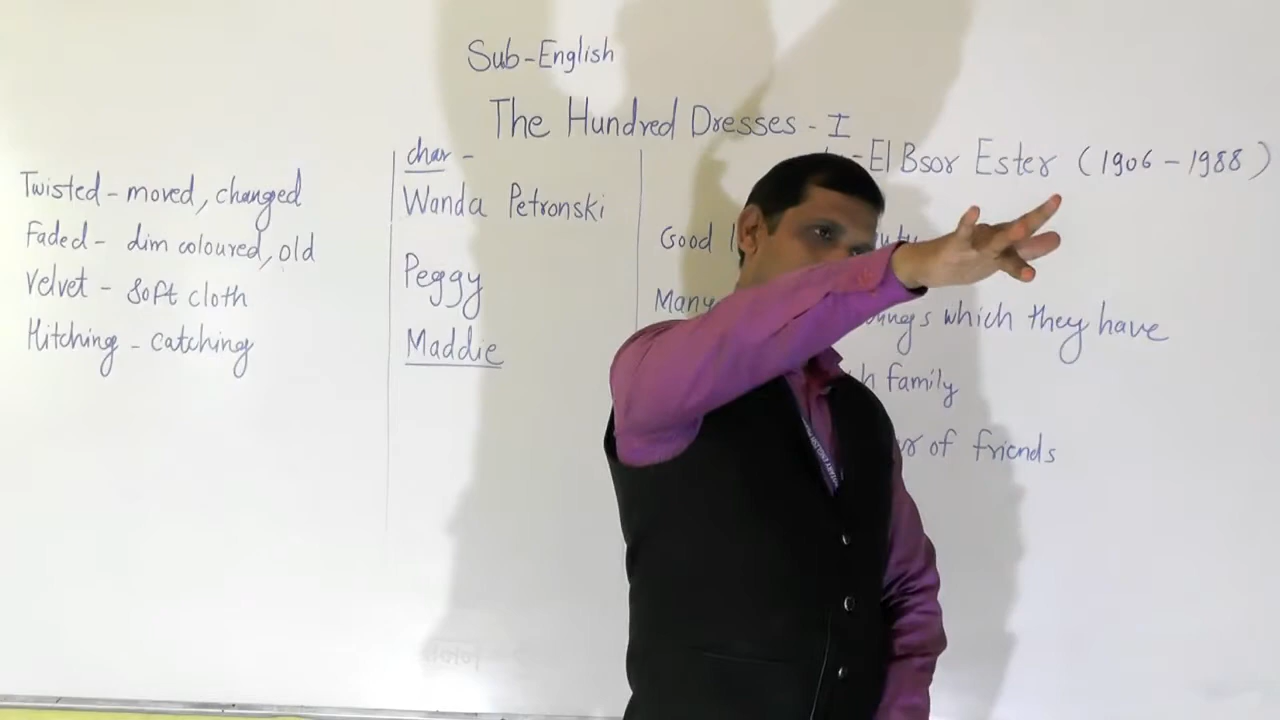 Sub-English
The Hundred Dresses - I
El Bsor Ester (1906 - 1988)
Twisted - moved, changed
Faded - dim coloured, old
Velvet - soft cloth
Hitching - catching
char -
Wanda Petronski
Peggy
Maddie
Good
Many which they have
family
of friends